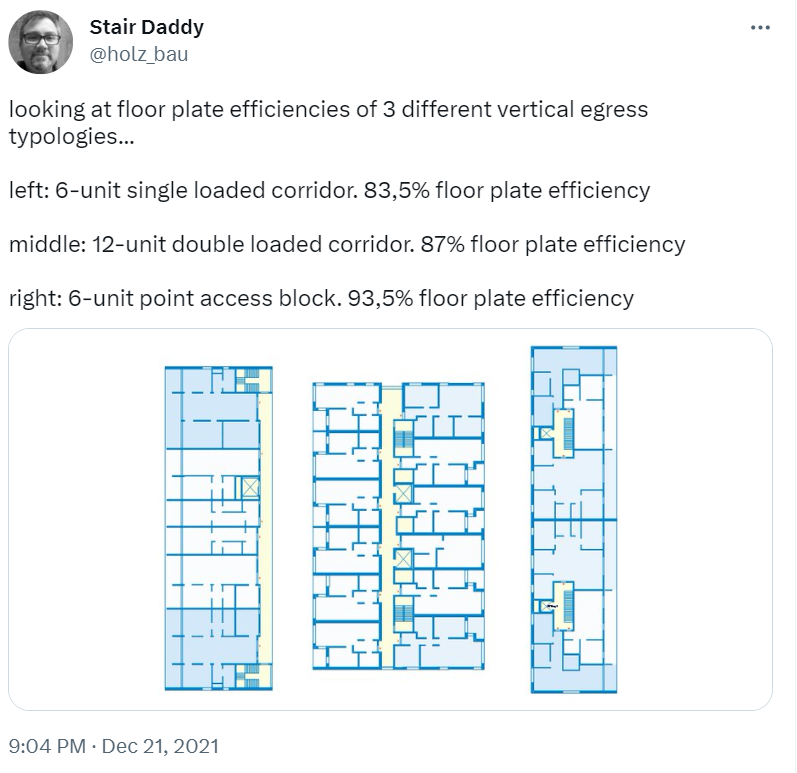 Stair Daddy
@holz_bau
looking at floor plate efficiencies of 3 different vertical egress
typologies...
left: 6-unit single loaded corridor. 83,5% floor plate efficiency
middle: 12-unit double loaded corridor. 87% floor plate efficiency
right: 6-unit point access block. 93,5% floor plate efficiency
9:04 PM · Dec 21, 2021